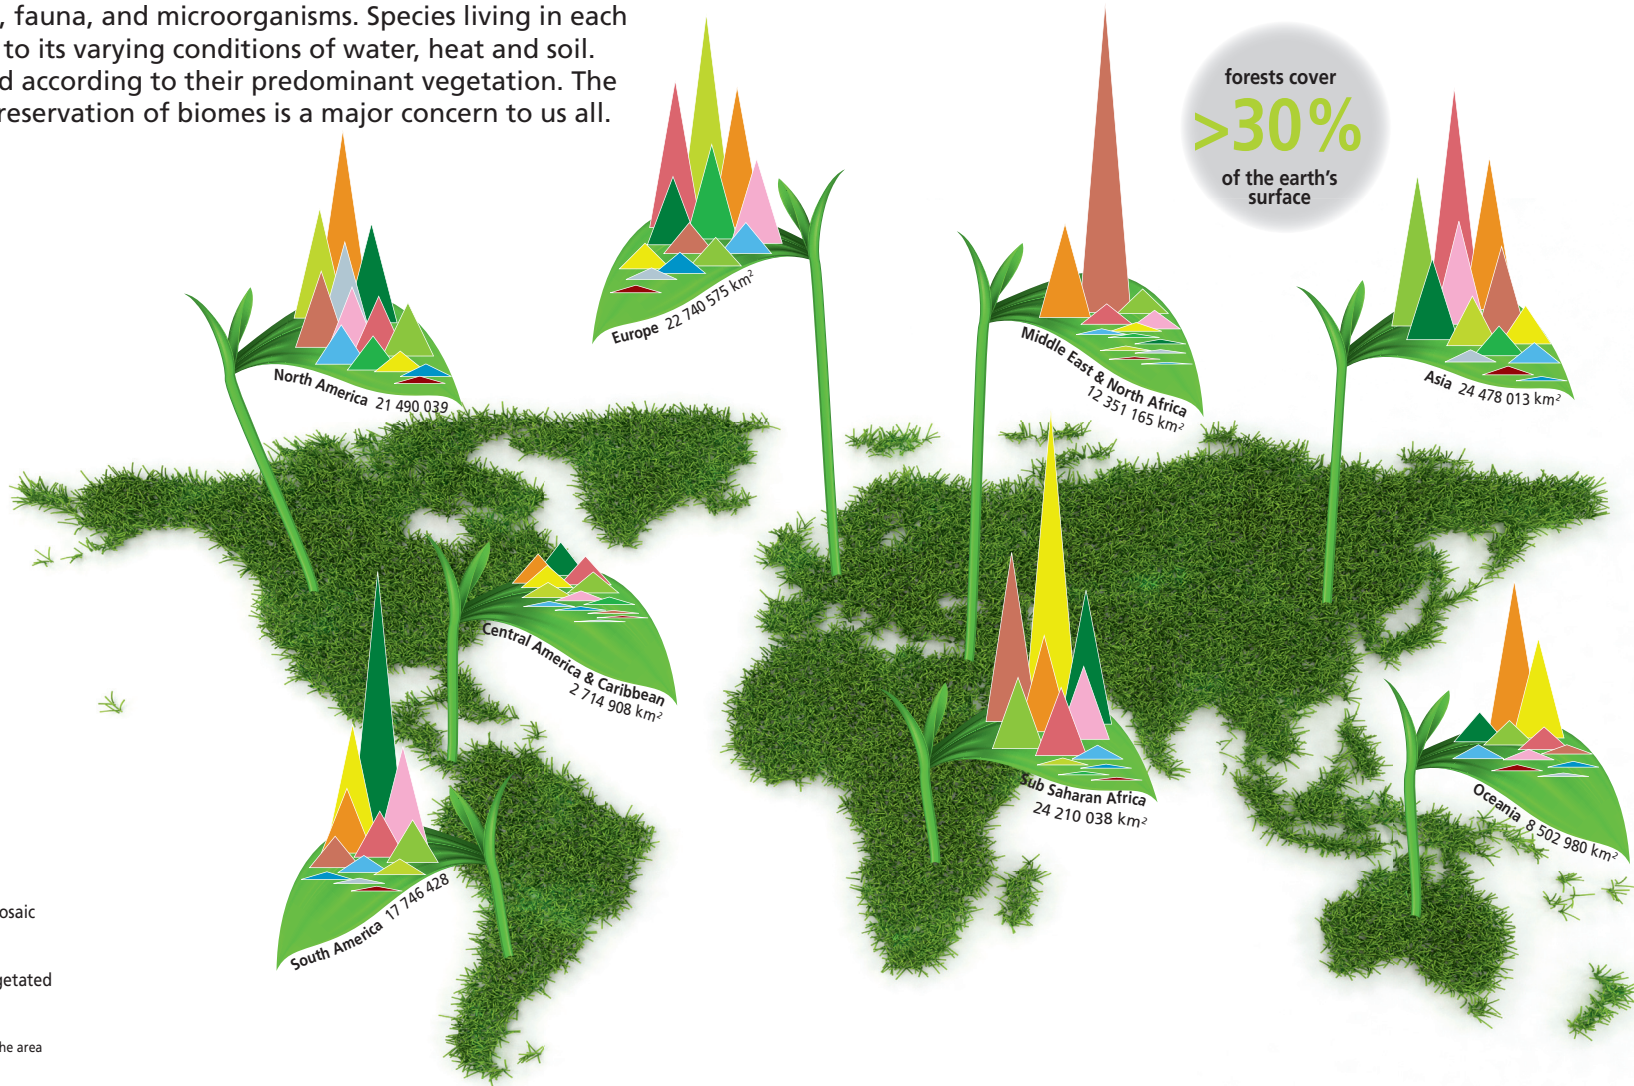 , fauna, and microorganisms. Species living in each
to its varying conditions of water, heat and soil.
d according to their predominant vegetation. The
reservation of biomes is a major concern to us all.
forests cover
>30%
of the earth's
surface
North America 21 490 039
Europe 22 740 575 km²
Middle East & North Africa
12 351 165 km²
Asia 24 478 013 km²
Central America & Caribbean
2 714 908 km²
South America 17 746 428
Sub Saharan Africa
24 210 038 km²
Oceania 8 502 980 km²
osaic
getated
he area